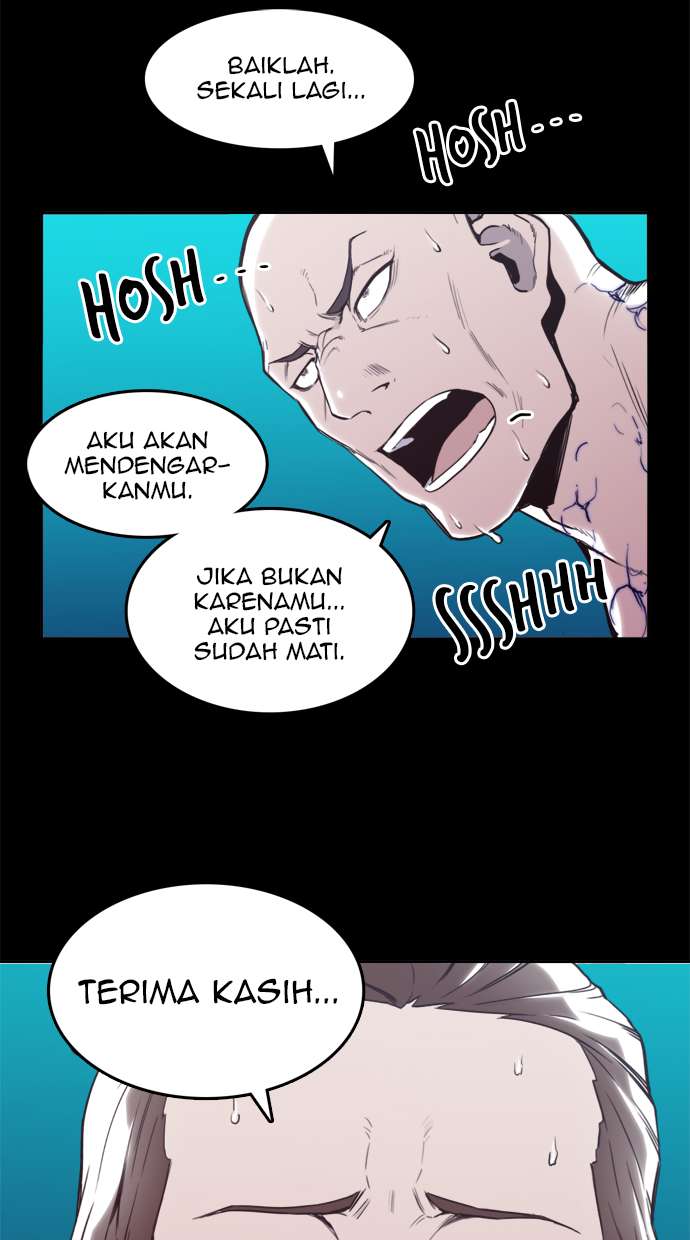 BAIKLAH.
SEKALI LAGI...
HOSH...
HOSH...
AKU AKAN
MENDENGAR-
KANMU.
JIKA BUKAN
KARENAMU...
AKU PASTI
SUDAH MATI.
SSSHHH
TERIMA KASIH...